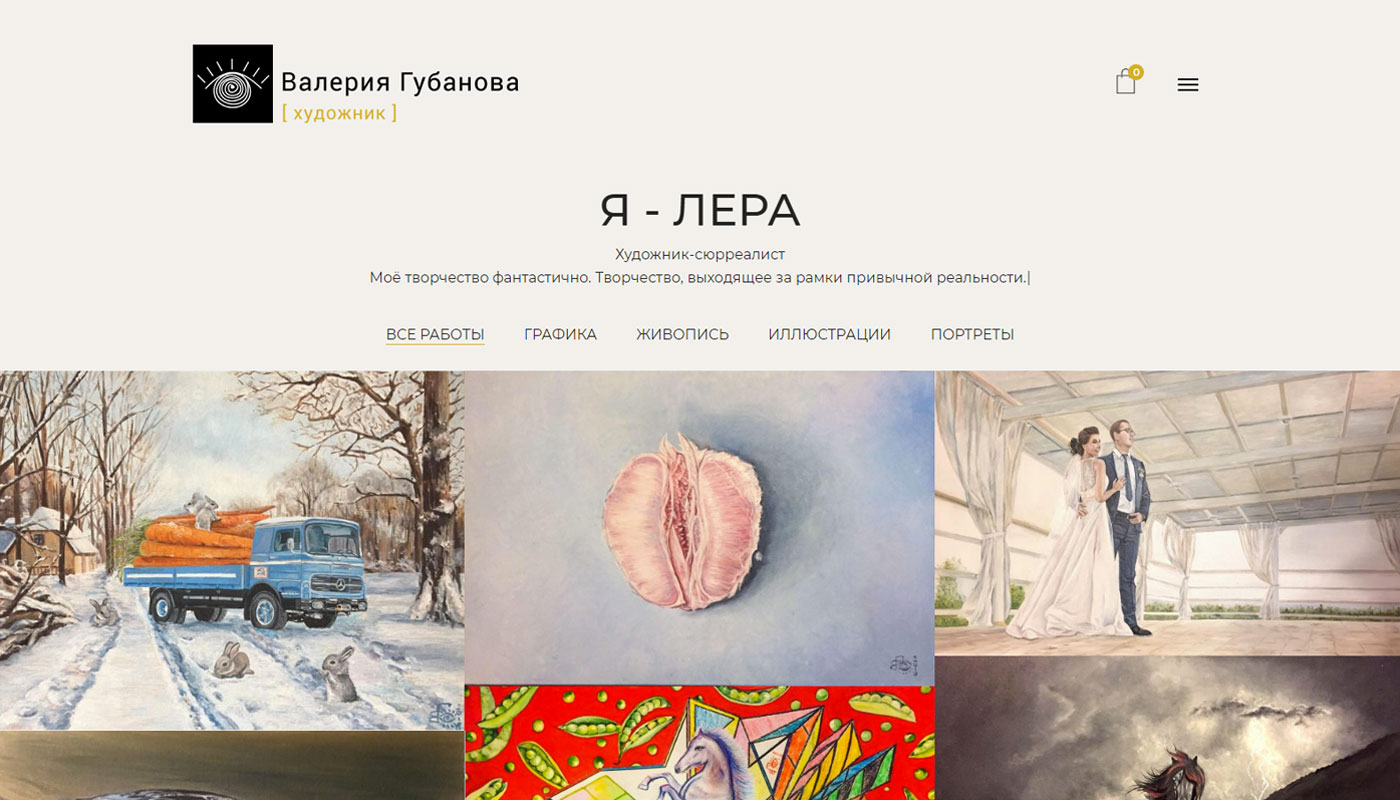 Валерия Губанова
[ художник ]
0
Я - ЛЕРА
Художник-сюрреалист
Моё творчество фантастично. Творчество, выходящее за рамки привычной реальности.|
ВСЕ РАБОТЫ ГРАФИКА ЖИВОПИСЬ ИЛЛЮСТРАЦИИ ПОРТРЕТЫ